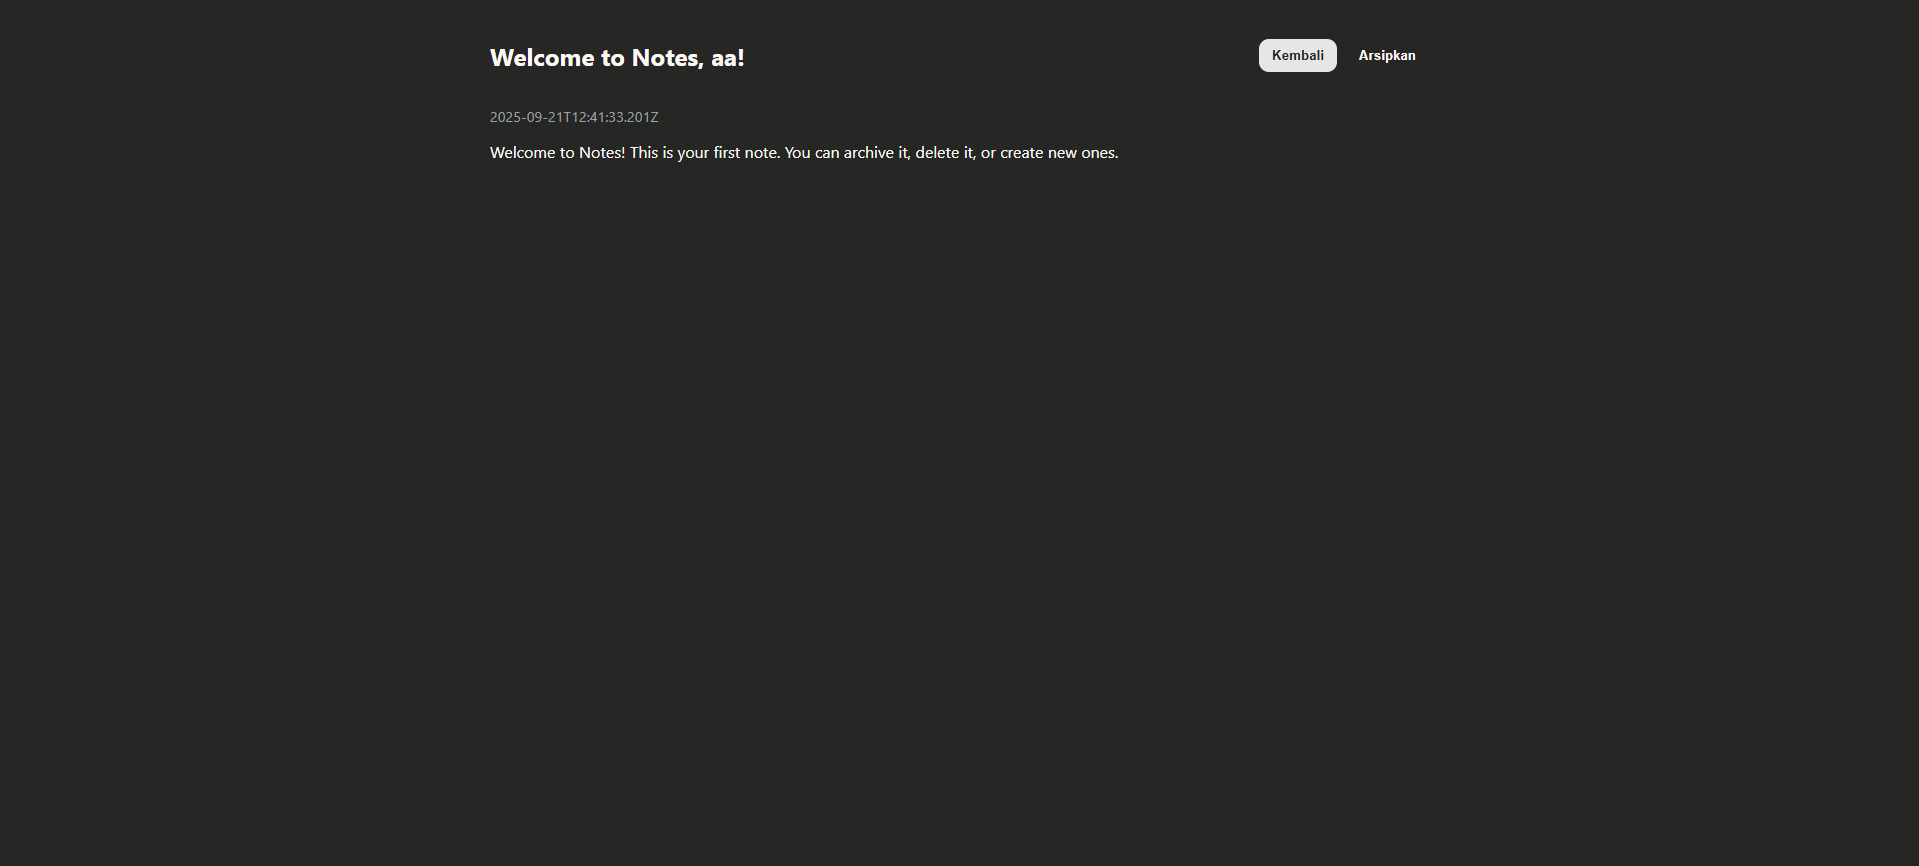 Welcome to Notes, aa!
Kembali
Arsipkan
2025-09-21T12:41:33.201Z
Welcome to Notes! This is your first note. You can archive it, delete it, or create new ones.